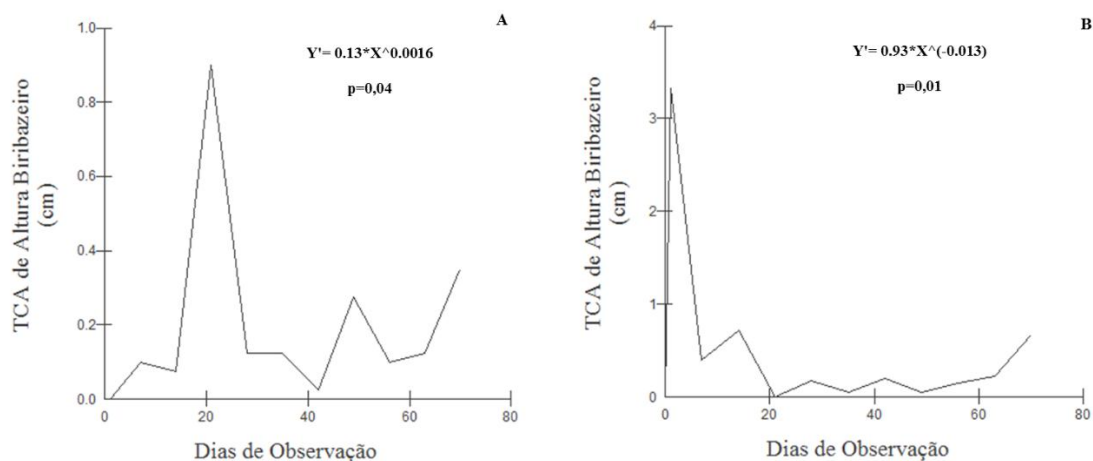 A
Y'= 0.13*X^0.0016
p=0,04
TCA de Altura Biribazeiro
(cm)
1.0
0.8
0.6
0.4
0.2
0.0
0
20
40
60
80
Dias de Observação
B
Y'= 0.93*X^(-0.013)
p=0,01
TCA de Altura Biribazeiro
(cm)
4
3
2
1
0
0
20
40
60
80
Dias de Observação